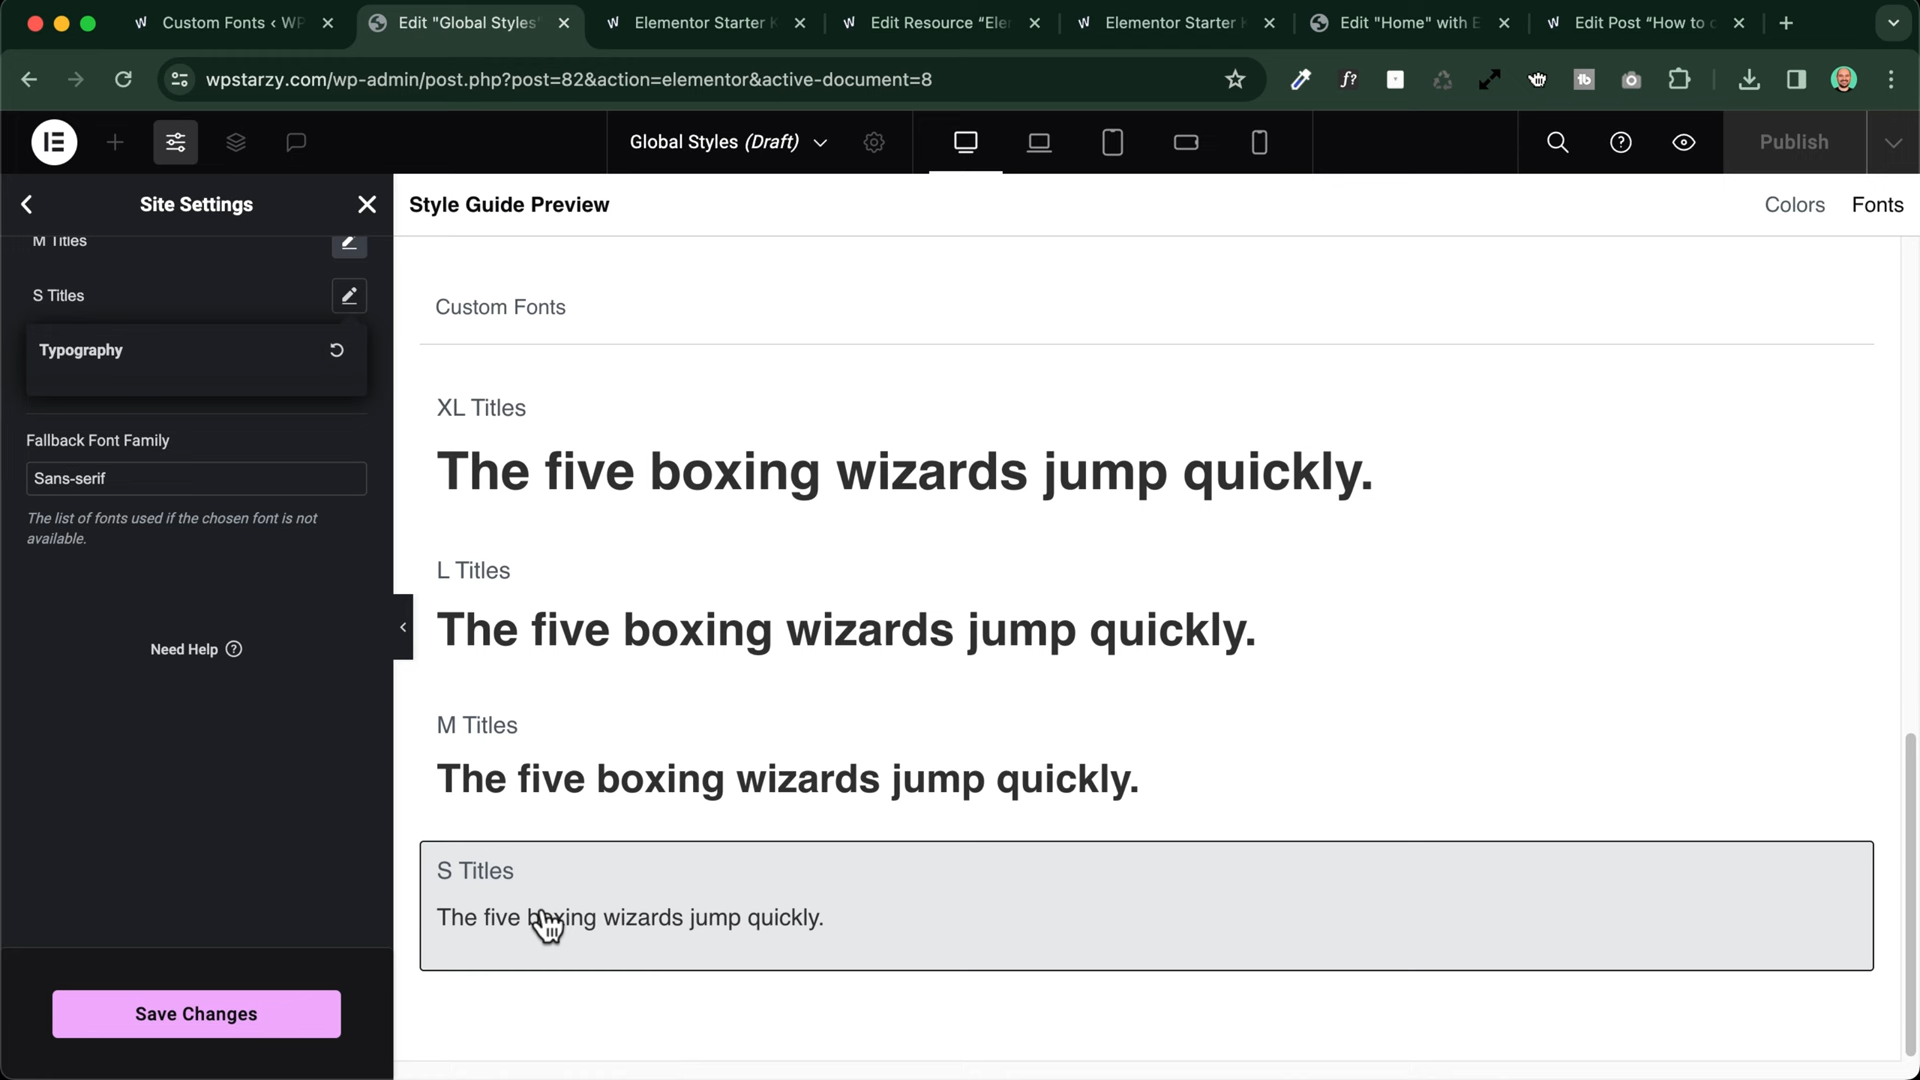 Custom Fonts ‹ WP
Edit "Global Styles"
Elementor Starter K
Edit Resource “Ele
Elementor Starter K
Edit "Home" with E
Edit Post “How to c
wpstarzy.com/wp-admin/post.php?post=82&action=elementor&active-document=8
Global Styles (Draft)
Publish
Site Settings
Style Guide Preview
Colors
Fonts
M Titles
S Titles
Typography
Fallback Font Family
Sans-serif
The list of fonts used if the chosen font is not
available.
Need Help
Save Changes
Custom Fonts
XL Titles
The five boxing wizards jump quickly.
L Titles
The five boxing wizards jump quickly.
M Titles
The five boxing wizards jump quickly.
S Titles
The five boxing wizards jump quickly.